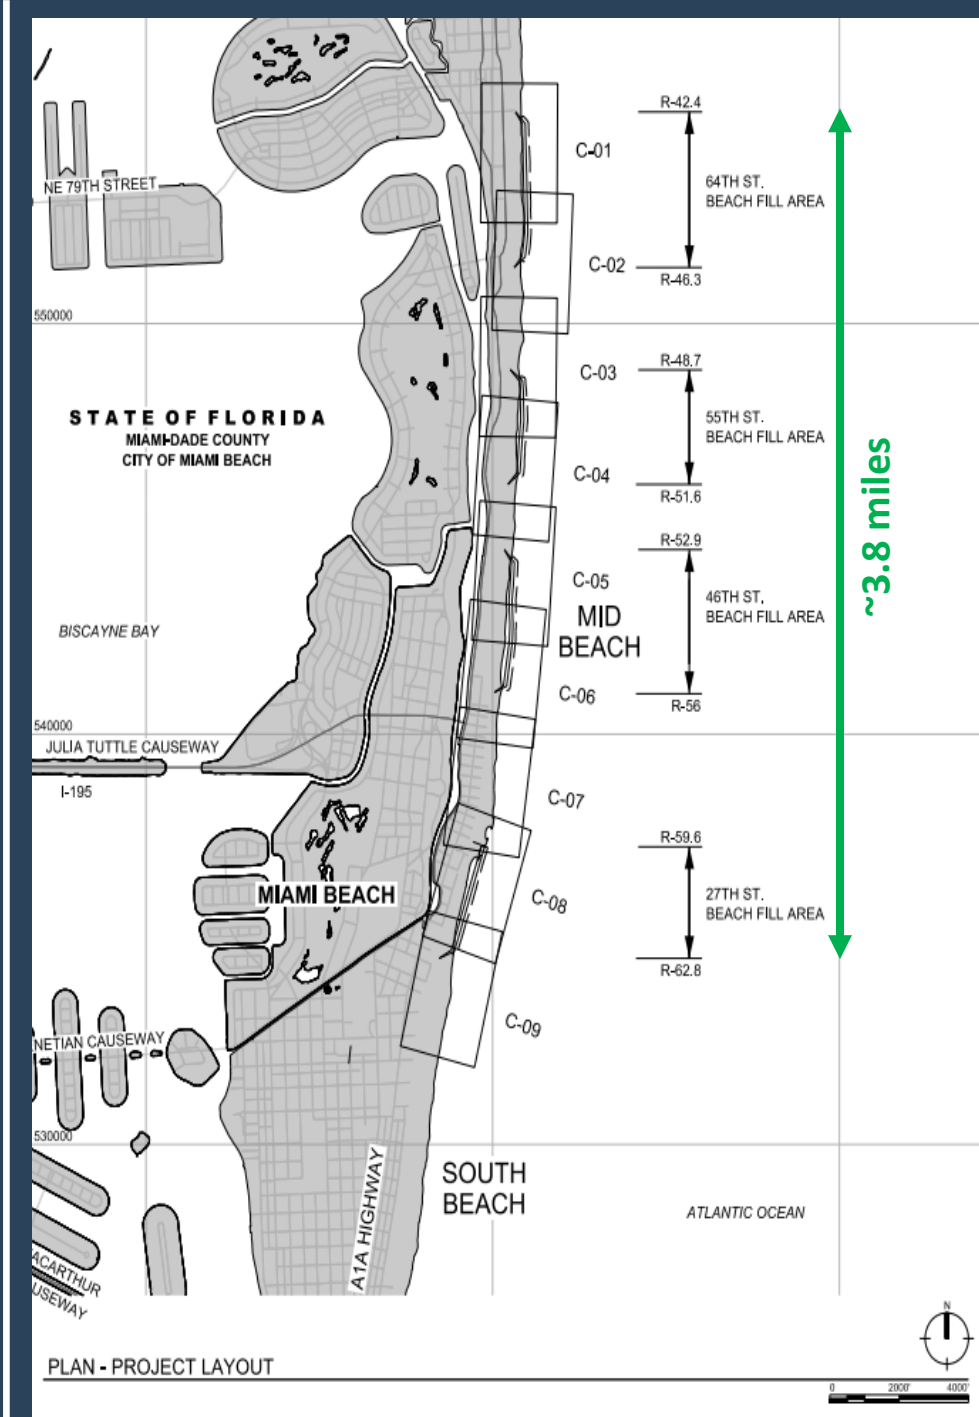 R-42.4
C-01
64TH ST.
BEACH FILL AREA
NE 79TH STREET
C-02
R-46.3
550000
R-48.7
C-03
STATE OF FLORIDA
MIAMI-DADE COUNTY
CITY OF MIAMI BEACH
55TH ST.
BEACH FILL AREA
C-04
R-51.6
~3.8 miles
R-52.9
C-05
46TH ST.
BEACH FILL AREA
MID
BEACH
BISCAYNE BAY
C-06
R-56
540000
JULIA TUTTLE CAUSEWAY
I-195
C-07
R-59.6
MIAMI BEACH
C-08
27TH ST.
BEACH FILL AREA
R-62.8
C-09
NETIAN CAUSEWAY
530000
SOUTH
BEACH
A1A HIGHWAY
ATLANTIC OCEAN
ACARTHUR
USEWAY
N
PLAN - PROJECT LAYOUT
0 2000' 4000'